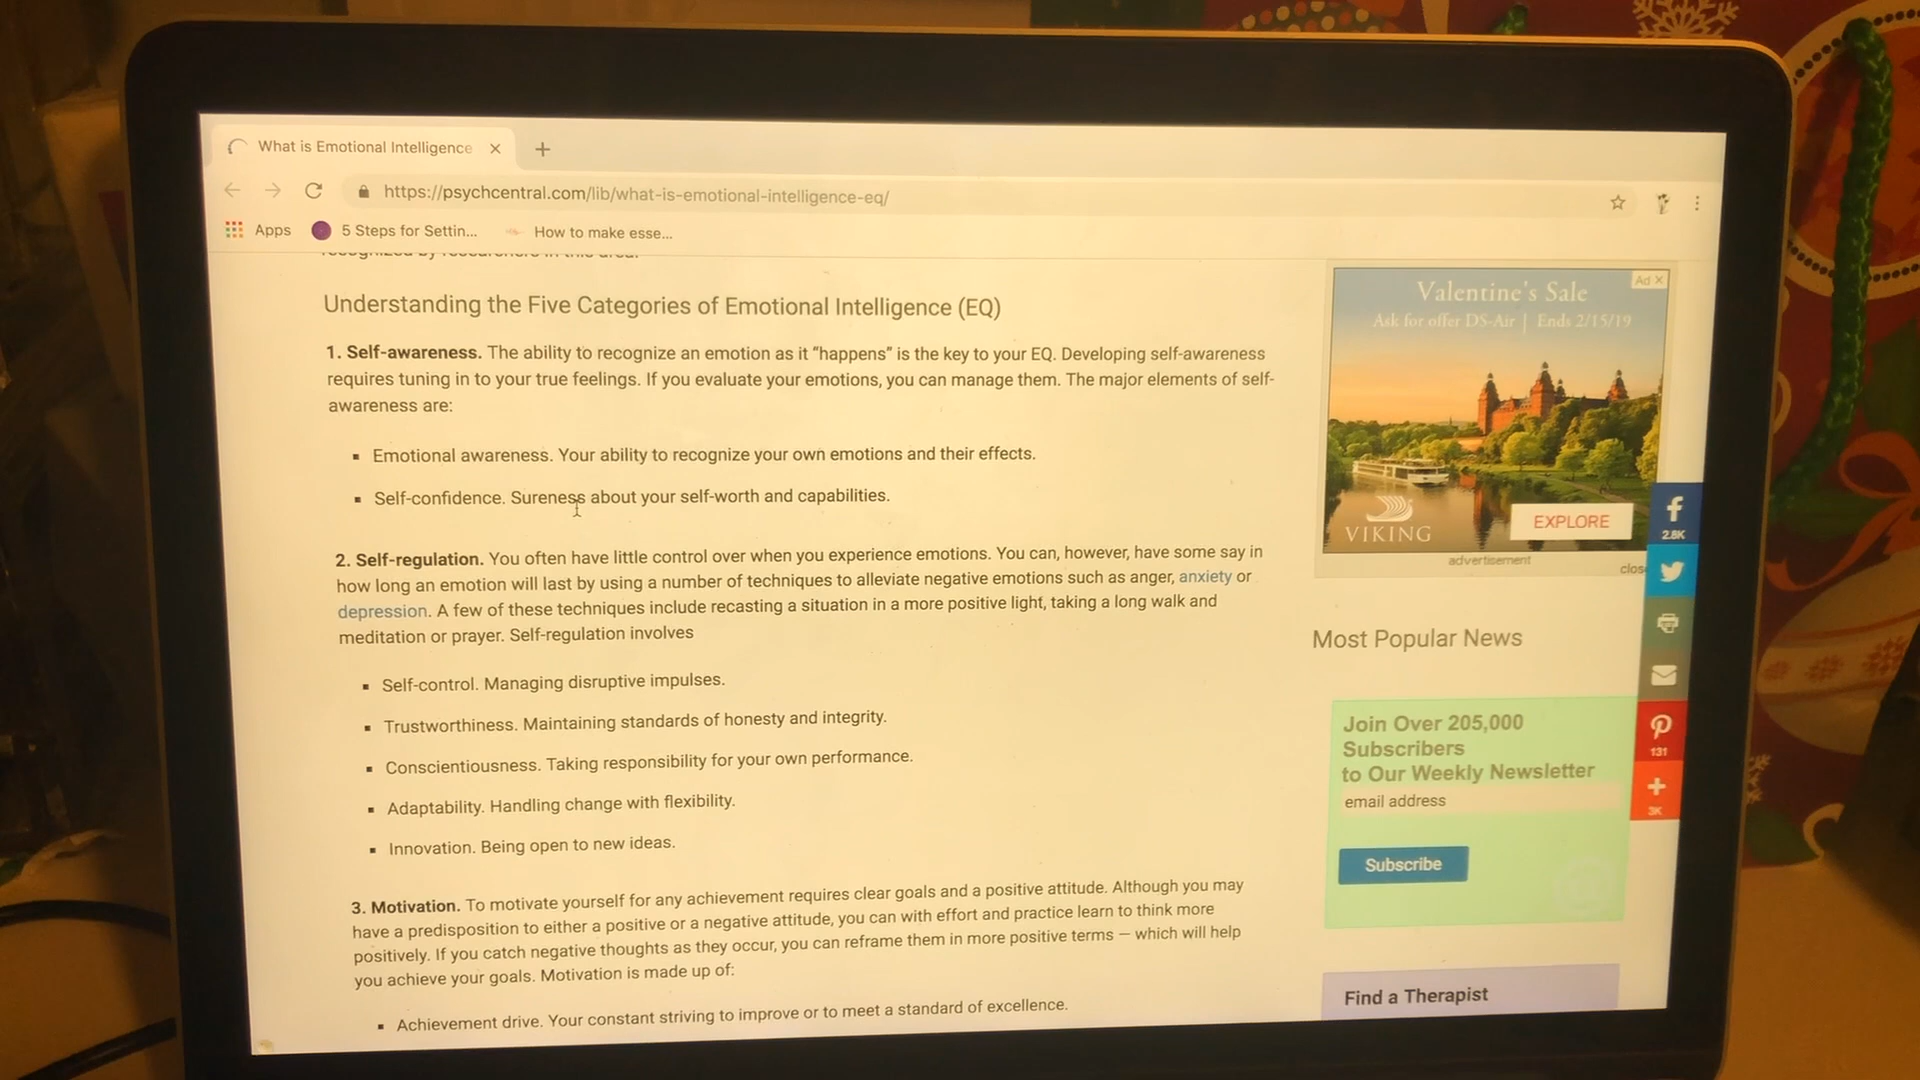 What is Emotional Intelligence
https://psychcentral.com/lib/what-is-emotional-intelligence-eq/
Apps
5 Steps for Settin...
How to make esse...
recognized by researchers in this area.
Understanding the Five Categories of Emotional Intelligence (EQ)
1. Self-awareness. The ability to recognize an emotion as it “happens” is the key to your EQ. Developing self-awareness
requires tuning in to your true feelings. If you evaluate your emotions, you can manage them. The major elements of self-
awareness are:
▪ Emotional awareness. Your ability to recognize your own emotions and their effects.
▪ Self-confidence. Sureness about your self-worth and capabilities.
2. Self-regulation. You often have little control over when you experience emotions. You can, however, have some say in
how long an emotion will last by using a number of techniques to alleviate negative emotions such as anger, anxiety or
depression. A few of these techniques include recasting a situation in a more positive light, taking a long walk and
meditation or prayer. Self-regulation involves
▪ Self-control. Managing disruptive impulses.
▪ Trustworthiness. Maintaining standards of honesty and integrity.
▪ Conscientiousness. Taking responsibility for your own performance.
▪ Adaptability. Handling change with flexibility.
▪ Innovation. Being open to new ideas.
3. Motivation. To motivate yourself for any achievement requires clear goals and a positive attitude. Although you may
have a predisposition to either a positive or a negative attitude, you can with effort and practice learn to think more
positively. If you catch negative thoughts as they occur, you can reframe them in more positive terms — which will help
you achieve your goals. Motivation is made up of:
▪ Achievement drive. Your constant striving to improve or to meet a standard of excellence.
Ad
Valentine's Sale
Ask for offer DS-Air | Ends 2/15/19
VIKING
EXPLORE
advertisement
clos
2.8K
131
3K
Most Popular News
Join Over 205,000
Subscribers
to Our Weekly Newsletter
email address
Subscribe
Find a Therapist